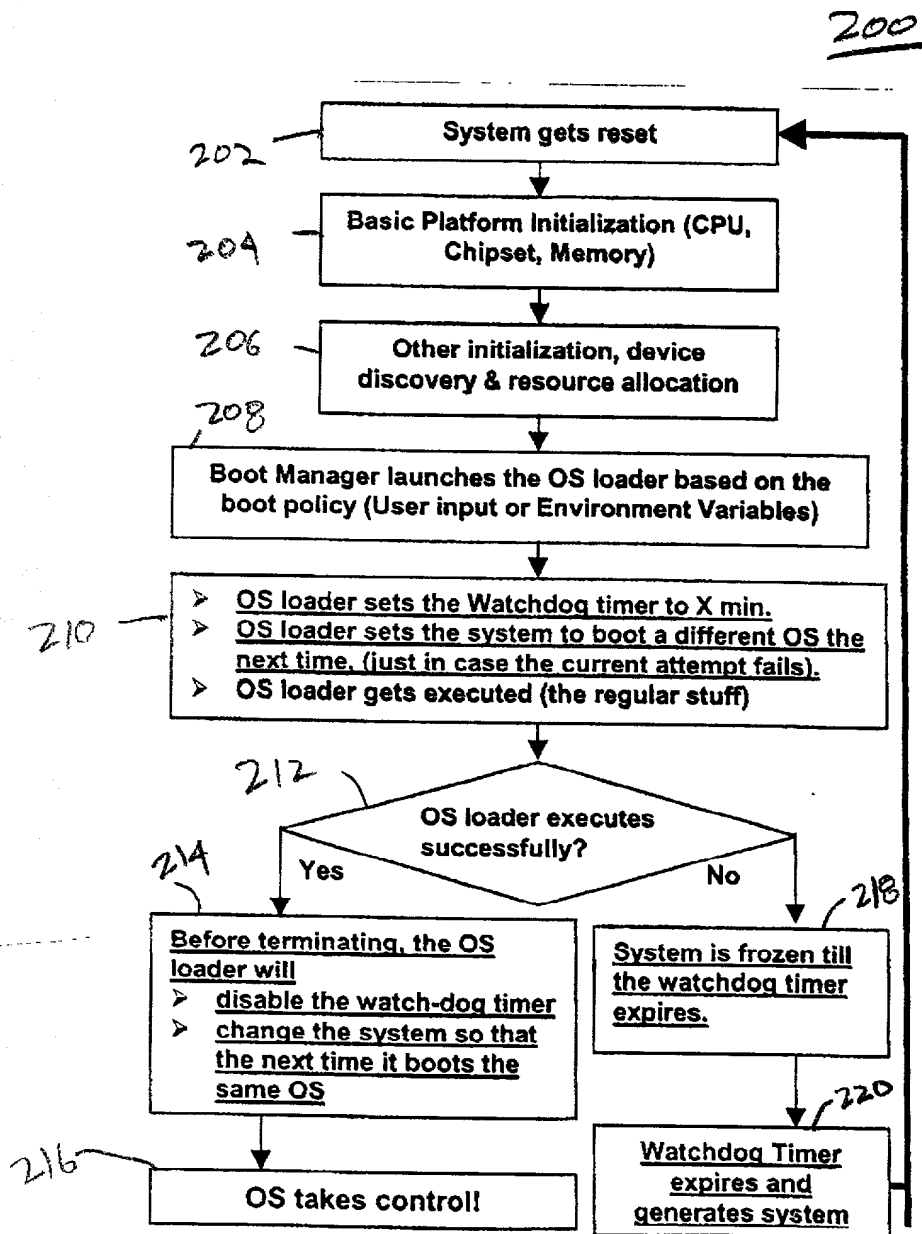 200
202
System gets reset
204
Basic Platform Initialization (CPU,
Chipset, Memory)
206
Other initialization, device
discovery & resource allocation
208
Boot Manager launches the OS loader based on the
boot policy (User input or Environment Variables)
210
➢ OS loader sets the Watchdog timer to X min.
➢ OS loader sets the system to boot a different OS the
next time, (just in case the current attempt fails).
➢ OS loader gets executed (the regular stuff)
212
OS loader executes
successfully?
Yes
No
214
Before terminating, the OS
loader will
➢ disable the watch-dog timer
➢ change the system so that
the next time it boots the
same OS
218
System is frozen till
the watchdog timer
expires.
216
OS takes control!
220
Watchdog Timer
expires and
generates system